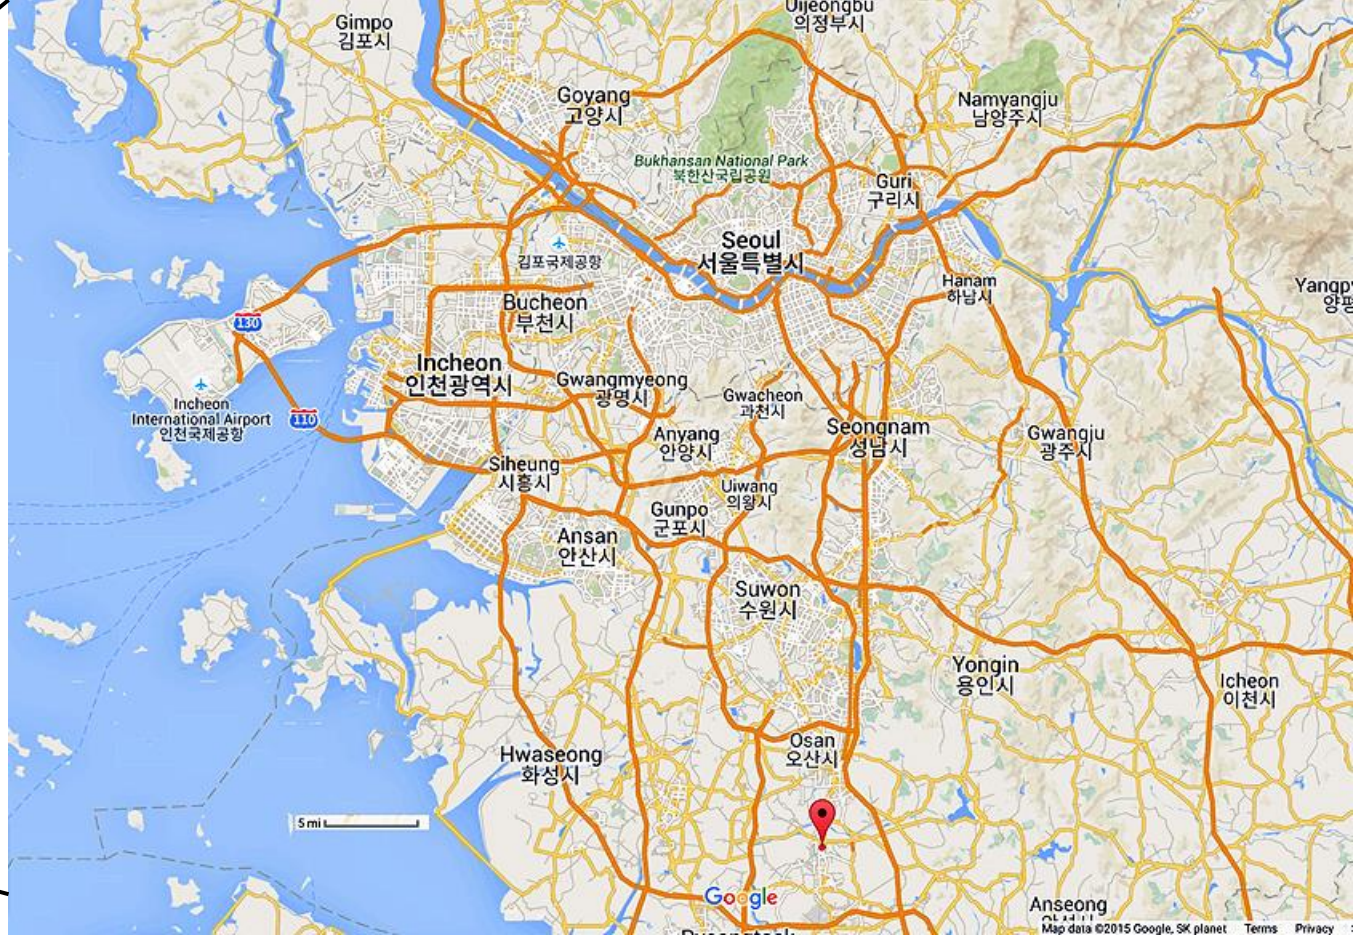 Uijeongbu
의정부시
Gimpo
김포시
Goyang
고양시
Namyangju
남양주시
Bukhansan National Park
북한산국립공원
Guri
구리시
Seoul
서울특별시
김포국제공항
Hanam
하남시
Yangpy
양평
Bucheon
부천시
130
Incheon
인천광역시
Gwangmyeong
광명시
Gwacheon
과천시
Incheon
International Airport
인천국제공항
110
Anyang
안양시
Seongnam
성남시
Gwangju
광주시
Siheung
시흥시
Uiwang
의왕시
Gunpo
군포시
Ansan
안산시
Suwon
수원시
Yongin
용인시
Icheon
이천시
Osan
오산시
Hwaseong
화성시
5 mi
Google
Anseong
안성시
Pyeongtaek
Map data ©2015 Google, SK planet Terms Privacy